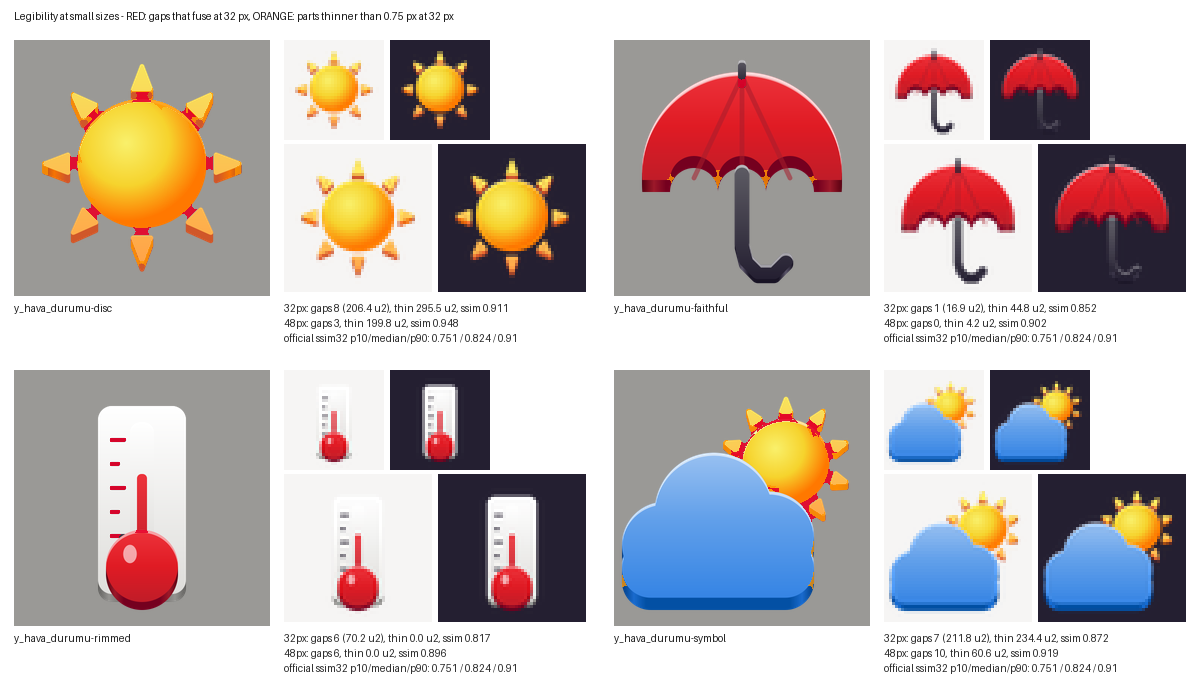 Legibility at small sizes - RED: gaps that fuse at 32 px, ORANGE: parts thinner than 0.75 px at 32 px
y_hava_durumu-disc
32px: gaps 8 (206.4 u2), thin 295.5 u2, ssim 0.911
48px: gaps 3, thin 199.8 u2, ssim 0.948
official ssim32 p10/median/p90: 0.751 / 0.824 / 0.91
y_hava_durumu-faithful
32px: gaps 1 (16.9 u2), thin 44.8 u2, ssim 0.852
48px: gaps 0, thin 4.2 u2, ssim 0.902
official ssim32 p10/median/p90: 0.751 / 0.824 / 0.91
y_hava_durumu-rimmed
32px: gaps 6 (70.2 u2), thin 0.0 u2, ssim 0.817
48px: gaps 6, thin 0.0 u2, ssim 0.896
official ssim32 p10/median/p90: 0.751 / 0.824 / 0.91
y_hava_durumu-symbol
32px: gaps 7 (211.8 u2), thin 234.4 u2, ssim 0.872
48px: gaps 10, thin 60.6 u2, ssim 0.919
official ssim32 p10/median/p90: 0.751 / 0.824 / 0.91